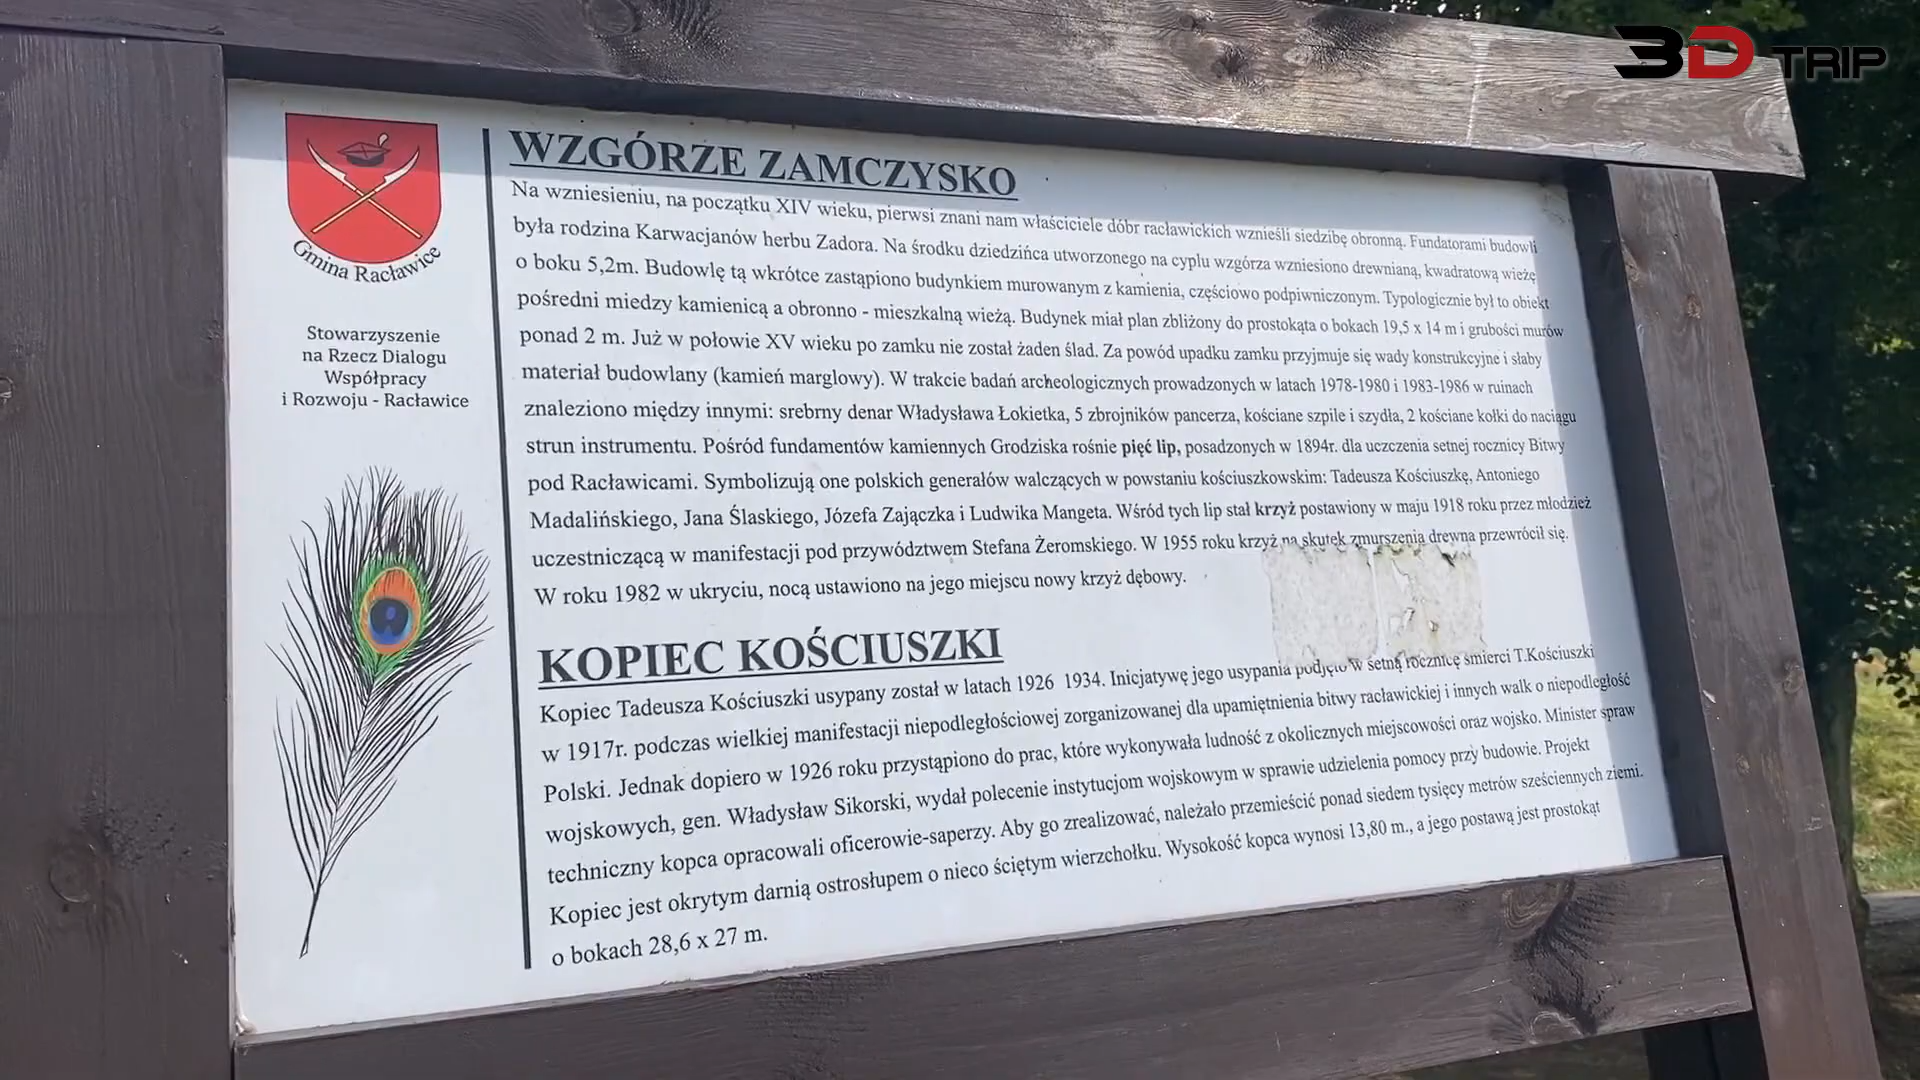 3D TRIP
Gmina Racławice
Stowarzyszenie
na Rzecz Dialogu
Współpracy
i Rozwoju - Racławice
WZGÓRZE ZAMCZYSKO
Na wzniesieniu, na początku XIV wieku, pierwsi znani nam właściciele dóbr racławickich wznieśli siedzibę obronną. Fundatorami budowli
była rodzina Karwacjanów herbu Zadora. Na środku dziedzińca utworzonego na cyplu wzgórza wzniesiono drewnianą, kwadratową wieżę
o boku 5,2m. Budowlę tą wkrótce zastąpiono budynkiem murowanym z kamienia, częściowo podpiwniczonym. Typologicznie był to obiekt
pośredni miedzy kamienicą a obronno - mieszkalną wieżą. Budynek miał plan zbliżony do prostokąta o bokach 19,5 x 14 m i grubości murów
ponad 2 m. Już w połowie XV wieku po zamku nie został żaden ślad. Za powód upadku zamku przyjmuje się wady konstrukcyjne i słaby
materiał budowlany (kamień marglowy). W trakcie badań archeologicznych prowadzonych w latach 1978-1980 i 1983-1986 w ruinach
znaleziono między innymi: srebrny denar Władysława Łokietka, 5 zbrojników pancerza, kościane szpile i szydła, 2 kościane kołki do naciągu
strun instrumentu. Pośród fundamentów kamiennych Grodziska rośnie pięć lip, posadzonych w 1894r. dla uczczenia setnej rocznicy Bitwy
pod Racławicami. Symbolizują one polskich generałów walczących w powstaniu kościuszkowskim: Tadeusza Kościuszkę, Antoniego
Madalińskiego, Jana Ślaskiego, Józefa Zajączka i Ludwika Mangeta. Wśród tych lip stał krzyż postawiony w maju 1918 roku przez młodzież
uczestniczącą w manifestacji pod przywództwem Stefana Żeromskiego. W 1955 roku krzyż na skutek zmurszenia drewna przewrócił się.
W roku 1982 w ukryciu, nocą ustawiono na jego miejscu nowy krzyż dębowy.
KOPIEC KOŚCIUSZKI
Kopiec Tadeusza Kościuszki usypany został w latach 1926 1934. Inicjatywę jego usypania podjęto w setną rocznicę śmierci T.Kościuszki
w 1917r. podczas wielkiej manifestacji niepodległościowej zorganizowanej dla upamiętnienia bitwy racławickiej i innych walk o niepodległość
Polski. Jednak dopiero w 1926 roku przystąpiono do prac, które wykonywała ludność z okolicznych miejscowości oraz wojsko. Minister spraw
wojskowych, gen. Władysław Sikorski, wydał polecenie instytucjom wojskowym w sprawie udzielenia pomocy przy budowie. Projekt
techniczny kopca opracowali oficerowie-saperzy. Aby go zrealizować, należało przemieścić ponad siedem tysięcy metrów sześciennych ziemi.
Kopiec jest okrytym darnią ostrosłupem o nieco ściętym wierzchołku. Wysokość kopca wynosi 13,80 m., a jego postawą jest prostokąt
o bokach 28,6 x 27 m.